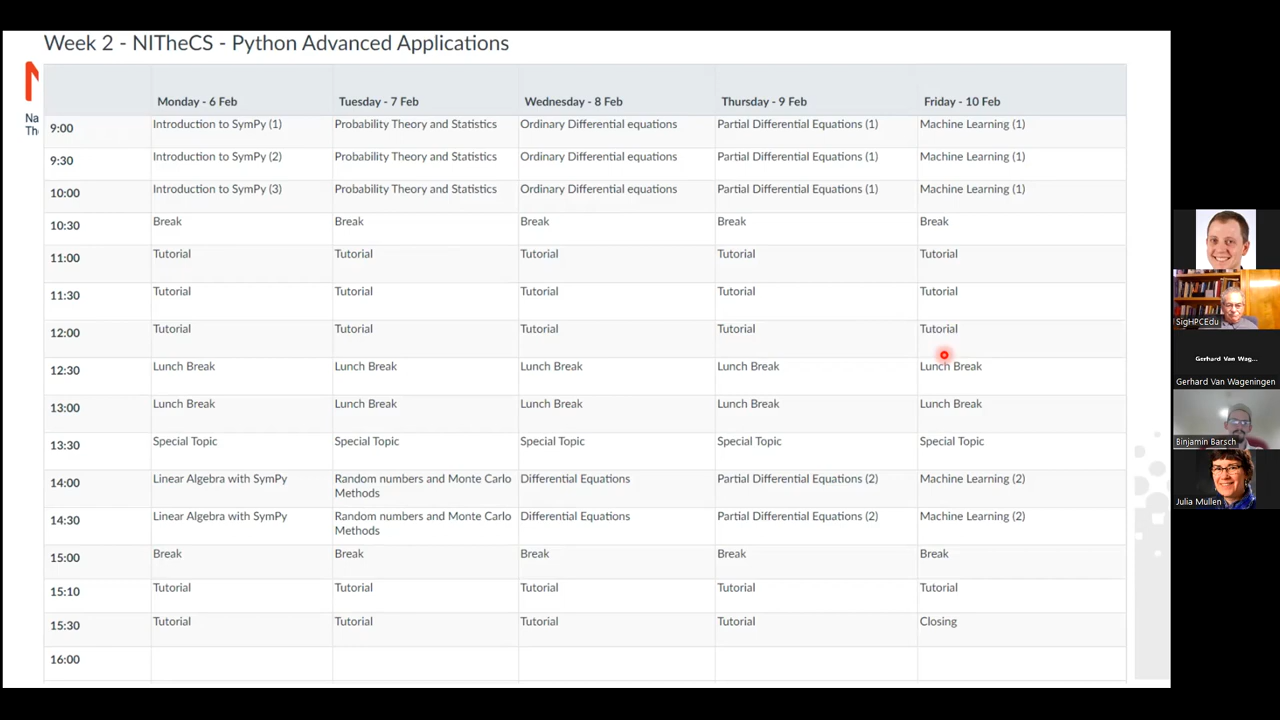 Week 2 - NITheCS - Python Advanced Applications
N
Na
The
Monday - 6 Feb Tuesday - 7 Feb Wednesday - 8 Feb Thursday - 9 Feb Friday - 10 Feb
9:00 Introduction to SymPy (1) Probability Theory and Statistics Ordinary Differential equations Partial Differential Equations (1) Machine Learning (1)
9:30 Introduction to SymPy (2) Probability Theory and Statistics Ordinary Differential equations Partial Differential Equations (1) Machine Learning (1)
10:00 Introduction to SymPy (3) Probability Theory and Statistics Ordinary Differential equations Partial Differential Equations (1) Machine Learning (1)
10:30 Break Break Break Break Break
11:00 Tutorial Tutorial Tutorial Tutorial Tutorial
11:30 Tutorial Tutorial Tutorial Tutorial Tutorial
12:00 Tutorial Tutorial Tutorial Tutorial Tutorial
12:30 Lunch Break Lunch Break Lunch Break Lunch Break Lunch Break
13:00 Lunch Break Lunch Break Lunch Break Lunch Break Lunch Break
13:30 Special Topic Special Topic Special Topic Special Topic Special Topic
14:00 Linear Algebra with SymPy Random numbers and Monte Carlo Differential Equations Partial Differential Equations (2) Machine Learning (2)
Methods
14:30 Linear Algebra with SymPy Random numbers and Monte Carlo Differential Equations Partial Differential Equations (2) Machine Learning (2)
Methods
15:00 Break Break Break Break Break
15:10 Tutorial Tutorial Tutorial Tutorial Tutorial
15:30 Tutorial Tutorial Tutorial Tutorial Closing
16:00
SigHPCEdu
Gerhard Van Wag...
Gerhard Van Wageningen
Binjamin Barsch
Julia Mullen